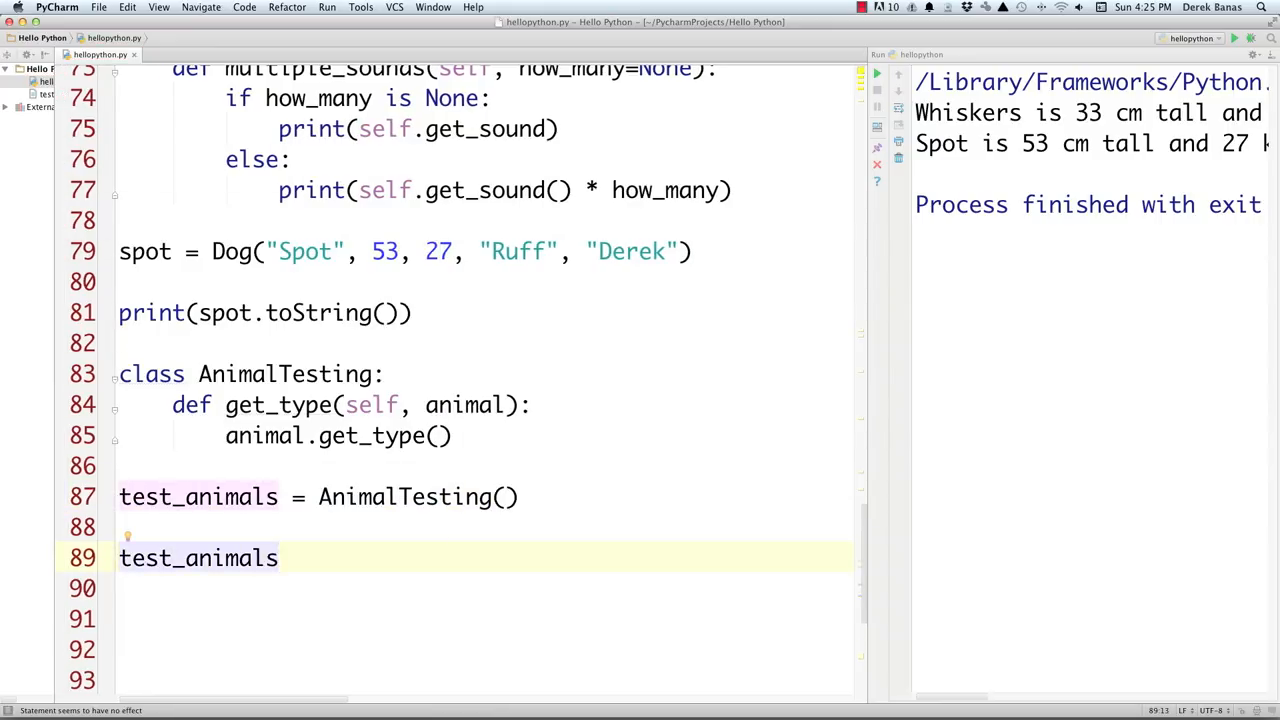 PyCharm File Edit View Navigate Code Refactor Run Tools VCS Window Help 10 Sun 4:25 PM Derek Banas
hellopython.py – Hello Python – [~/PycharmProjects/Hello Python]
Hello Python hellopython.py hellopython
hellopython.py Run hellopython
Hello P
hell
test
Externa
73 def multiple_sounds(self, how_many=None):
74 if how_many is None:
75 print(self.get_sound)
76 else:
77 print(self.get_sound() * how_many)
78
79 spot = Dog("Spot", 53, 27, "Ruff", "Derek")
80
81 print(spot.toString())
82
83 class AnimalTesting:
84 def get_type(self, animal):
85 animal.get_type()
86
87 test_animals = AnimalTesting()
88
89 test_animals
90
91
92
93
/Library/Frameworks/Python.
Whiskers is 33 cm tall and
Spot is 53 cm tall and 27 k
Process finished with exit
Statement seems to have no effect 89:13 LF UTF-8